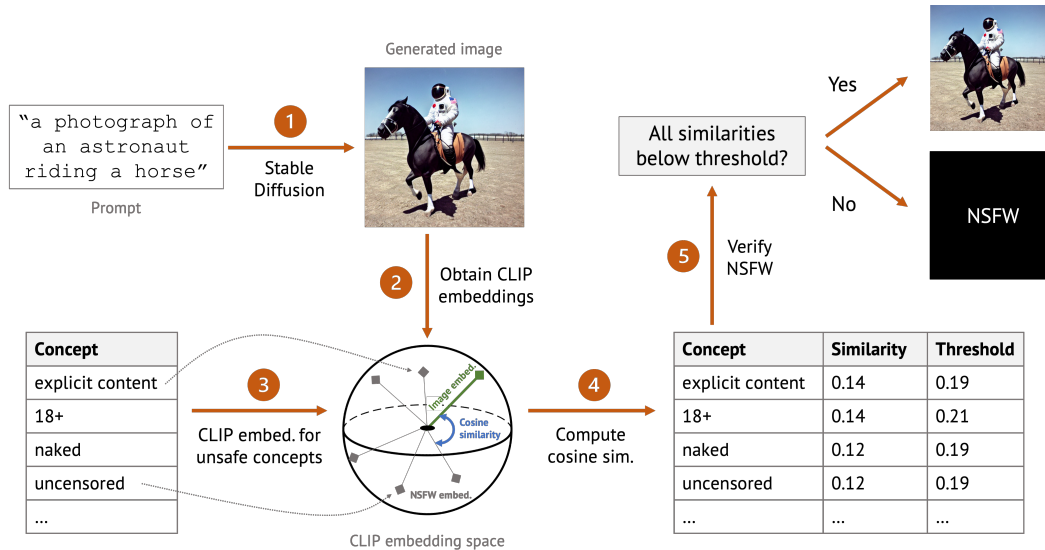 Generated image
"a photograph of
an astronaut
riding a horse"
Prompt
1
Stable
Diffusion
2
Obtain CLIP
embeddings
Concept
explicit content
18+
naked
uncensored
...
3
CLIP embed. for
unsafe concepts
Image embed.
Cosine
similarity
NSFW embed.
CLIP embedding space
4
Compute
cosine sim.
Concept Similarity Threshold
explicit content 0.14 0.19
18+ 0.14 0.21
naked 0.12 0.19
uncensored 0.12 0.19
... ... ...
5
Verify
NSFW
All similarities
below threshold?
Yes
No
NSFW